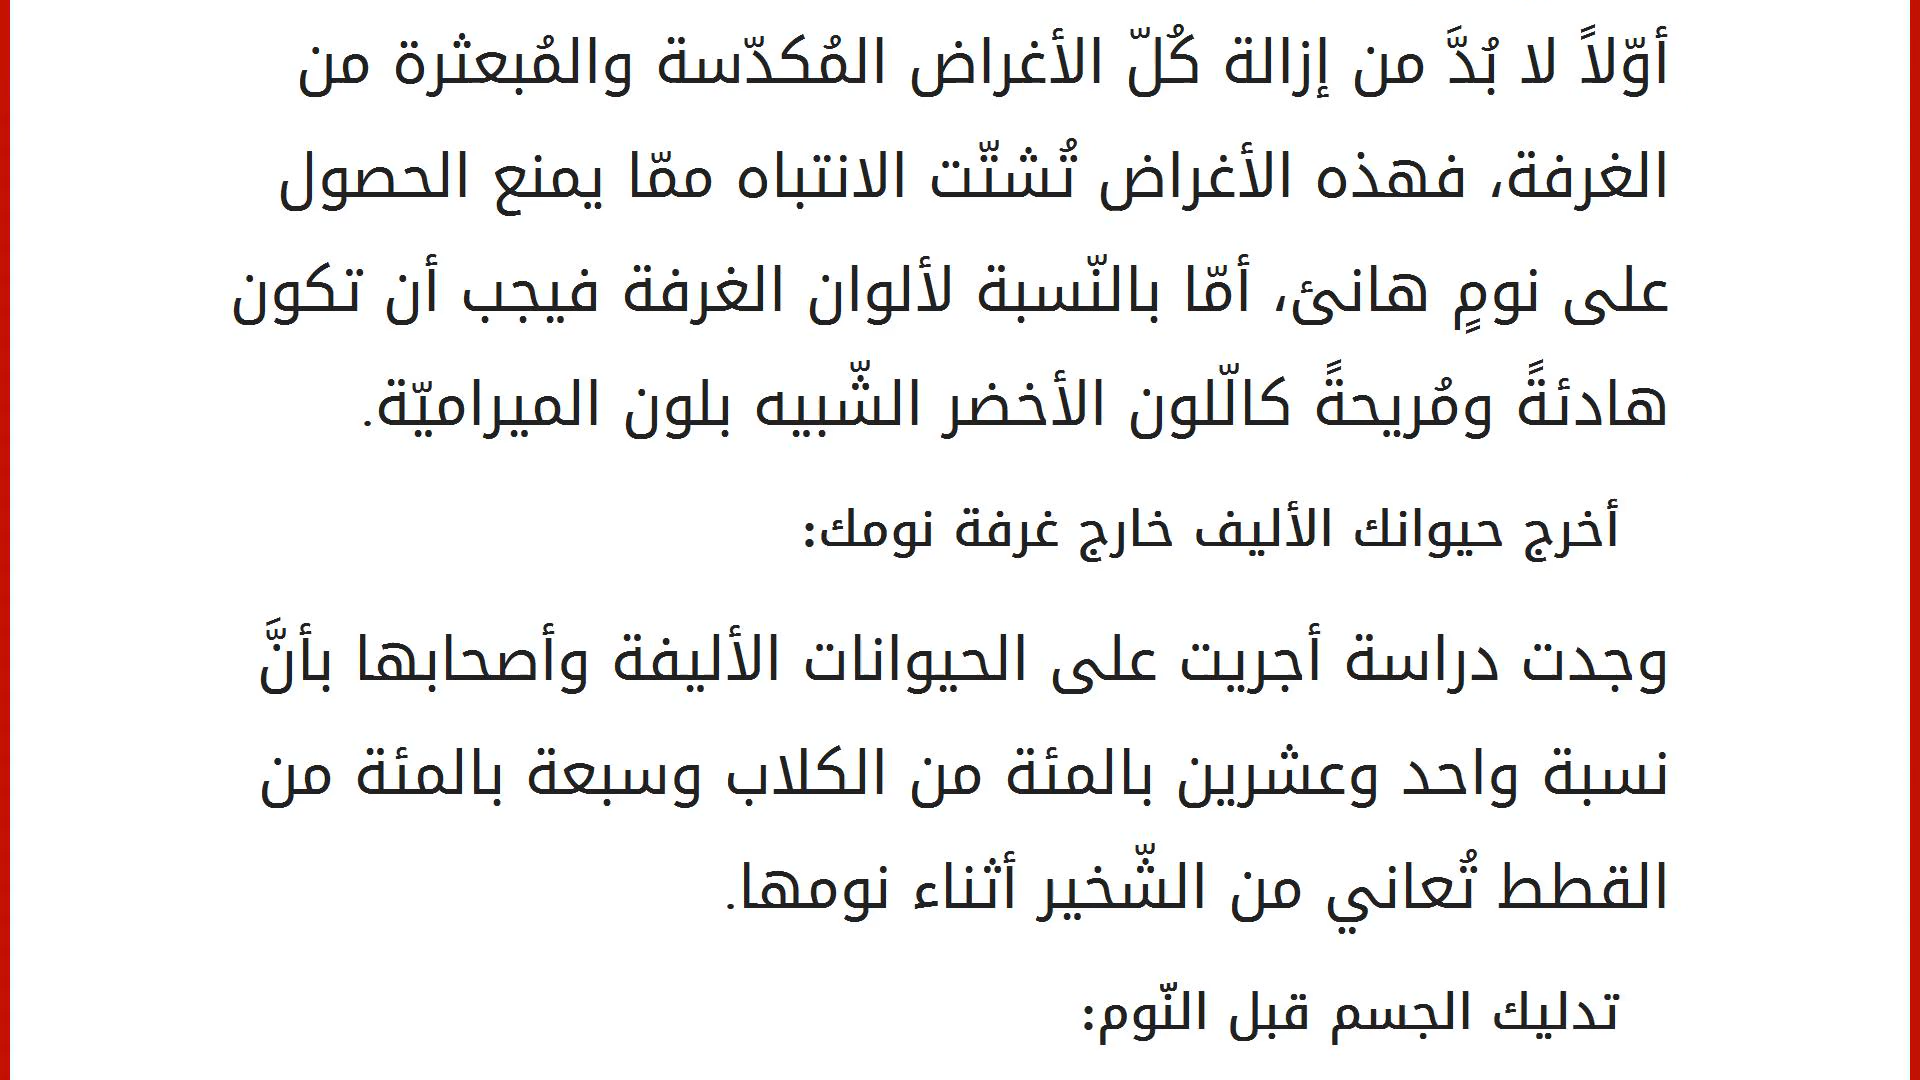 أوّلاً لا بُدَّ من إزالة كُلّ الأغراض المُكدّسة والمُبعثرة من
الغرفة، فهذه الأغراض تُشتّت الانتباه ممّا يمنع الحصول
على نومٍ هانئ، أمّا بالنّسبة لألوان الغرفة فيجب أن تكون
هادئةً ومُريحةً كالّلون الأخضر الشّبيه بلون الميراميّة.
أخرج حيوانك الأليف خارج غرفة نومك:
وجدت دراسة أجريت على الحيوانات الأليفة وأصحابها بأنَّ
نسبة واحد وعشرين بالمئة من الكلاب وسبعة بالمئة من
القطط تُعاني من الشّخير أثناء نومها.
تدليك الجسم قبل النّوم: